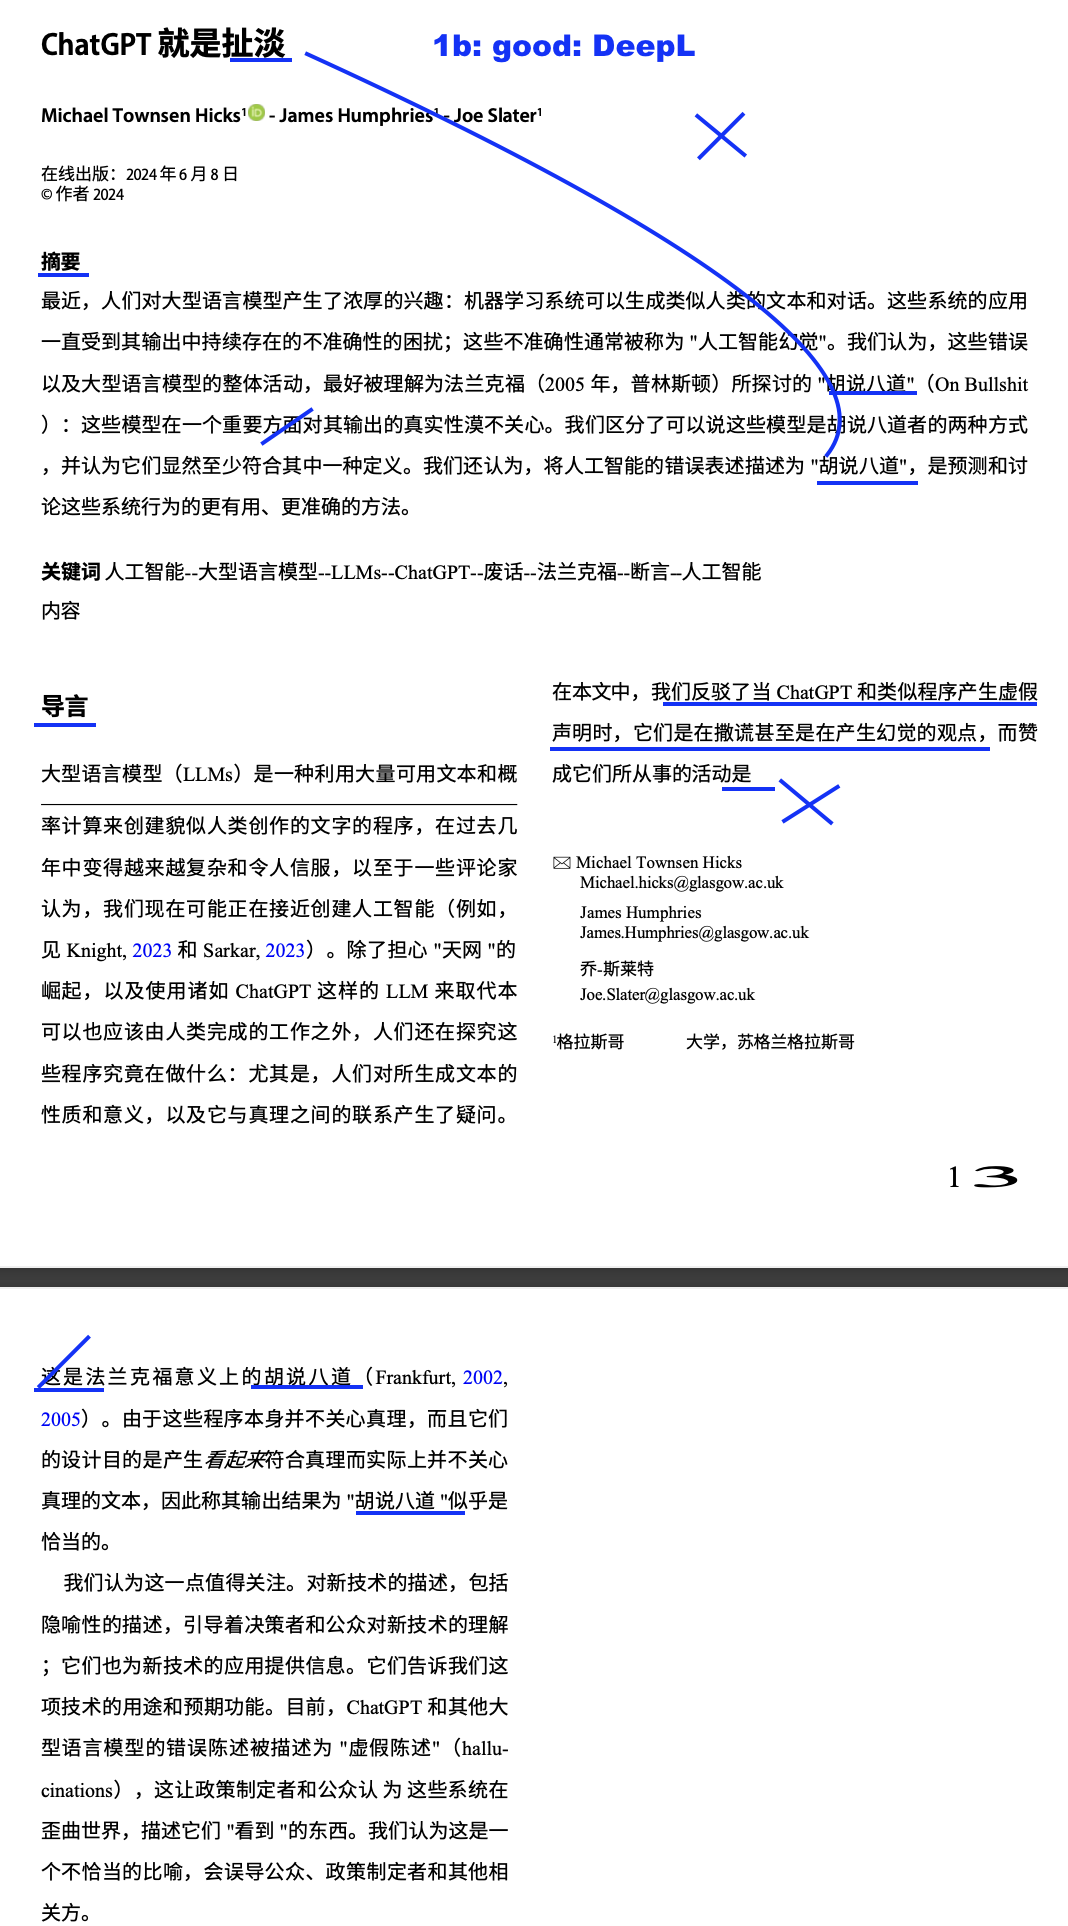 ChatGPT 就是扯淡
1b: good: DeepL
Michael Townsen Hicks¹ - James Humphries¹ - Joe Slater¹
在线出版：2024 年 6 月 8 日
© 作者 2024
摘要
最近，人们对大型语言模型产生了浓厚的兴趣：机器学习系统可以生成类似人类的文本和对话。这些系统的应用
一直受到其输出中持续存在的不准确性的困扰；这些不准确性通常被称为 "人工智能幻觉"。我们认为，这些错误
以及大型语言模型的整体活动，最好被理解为法兰克福（2005 年，普林斯顿）所探讨的 "胡说八道"（On Bullshit
）：这些模型在一个重要方面对其输出的真实性漠不关心。我们区分了可以说这些模型是胡说八道者的两种方式
，并认为它们显然至少符合其中一种定义。我们还认为，将人工智能的错误表述描述为 "胡说八道"，是预测和讨
论这些系统行为的更有用、更准确的方法。
关键词 人工智能--大型语言模型--LLMs--ChatGPT--废话--法兰克福--断言--人工智能
内容
导言
大型语言模型（LLMs）是一种利用大量可用文本和概
率计算来创建貌似人类创作的文字的程序，在过去几
年中变得越来越复杂和令人信服，以至于一些评论家
认为，我们现在可能正在接近创建人工智能（例如，
见 Knight, 2023 和 Sarkar, 2023）。除了担心 "天网 "的
崛起，以及使用诸如 ChatGPT 这样的 LLM 来取代本
可以也应该由人类完成的工作之外，人们还在探究这
些程序究竟在做什么：尤其是，人们对所生成文本的
性质和意义，以及它与真理之间的联系产生了疑问。
在本文中，我们反驳了当 ChatGPT 和类似程序产生虚假
声明时，它们是在撒谎甚至是在产生幻觉的观点，而赞
成它们所从事的活动是
Michael Townsen Hicks
Michael.hicks@glasgow.ac.uk
James Humphries
James.Humphries@glasgow.ac.uk
乔-斯莱特
Joe.Slater@glasgow.ac.uk
¹格拉斯哥 大学，苏格兰格拉斯哥
1 3
这是法兰克福意义上的胡说八道（Frankfurt, 2002,
2005）。由于这些程序本身并不关心真理，而且它们
的设计目的是产生看起来符合真理而实际上并不关心
真理的文本，因此称其输出结果为 "胡说八道 "似乎是
恰当的。
我们认为这一点值得关注。对新技术的描述，包括
隐喻性的描述，引导着决策者和公众对新技术的理解
；它们也为新技术的应用提供信息。它们告诉我们这
项技术的用途和预期功能。目前，ChatGPT 和其他大
型语言模型的错误陈述被描述为 "虚假陈述"（hallu-
cinations），这让政策制定者和公众认 为 这些系统在
歪曲世界，描述它们 "看到 "的东西。我们认为这是一
个不恰当的比喻，会误导公众、政策制定者和其他相
关方。